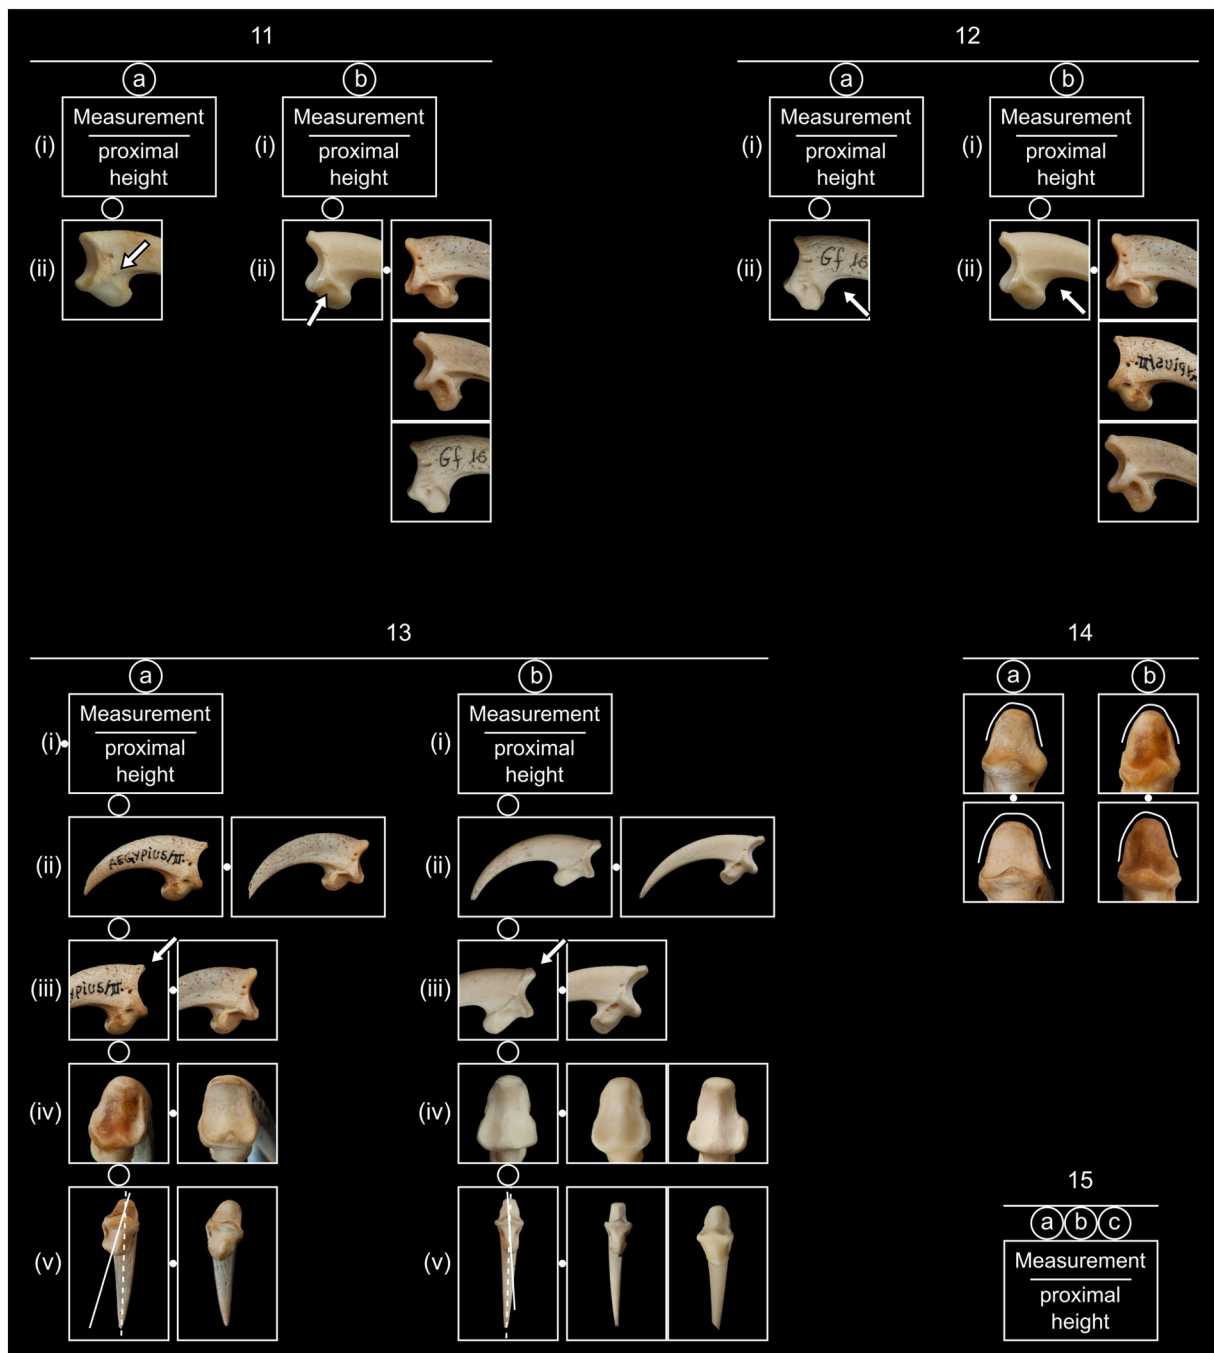 11
a
b
(i)
Measurement
proximal
height
(i)
Measurement
proximal
height
(ii)
(ii)
Gf 16
12
a
b
(i)
Measurement
proximal
height
(i)
Measurement
proximal
height
(ii)
Gf 16
(ii)
13
a
b
(i)
Measurement
proximal
height
(i)
Measurement
proximal
height
(ii)
AEGYPIUS/II.
(ii)
(iii)
YPIUS/II.
(iii)
(iv)
(iv)
(v)
(v)
14
a
b
15
a b c
Measurement
proximal
height